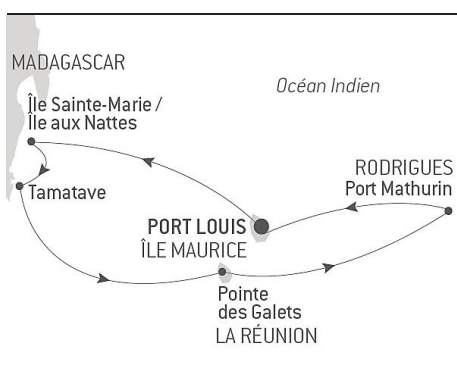 MADAGASCAR
Océan Indien
Île Sainte-Marie /
Île aux Nattes
RODRIGUES
Port Mathurin
Tamatave
PORT LOUIS
ÎLE MAURICE
Pointe
des Galets
LA RÉUNION